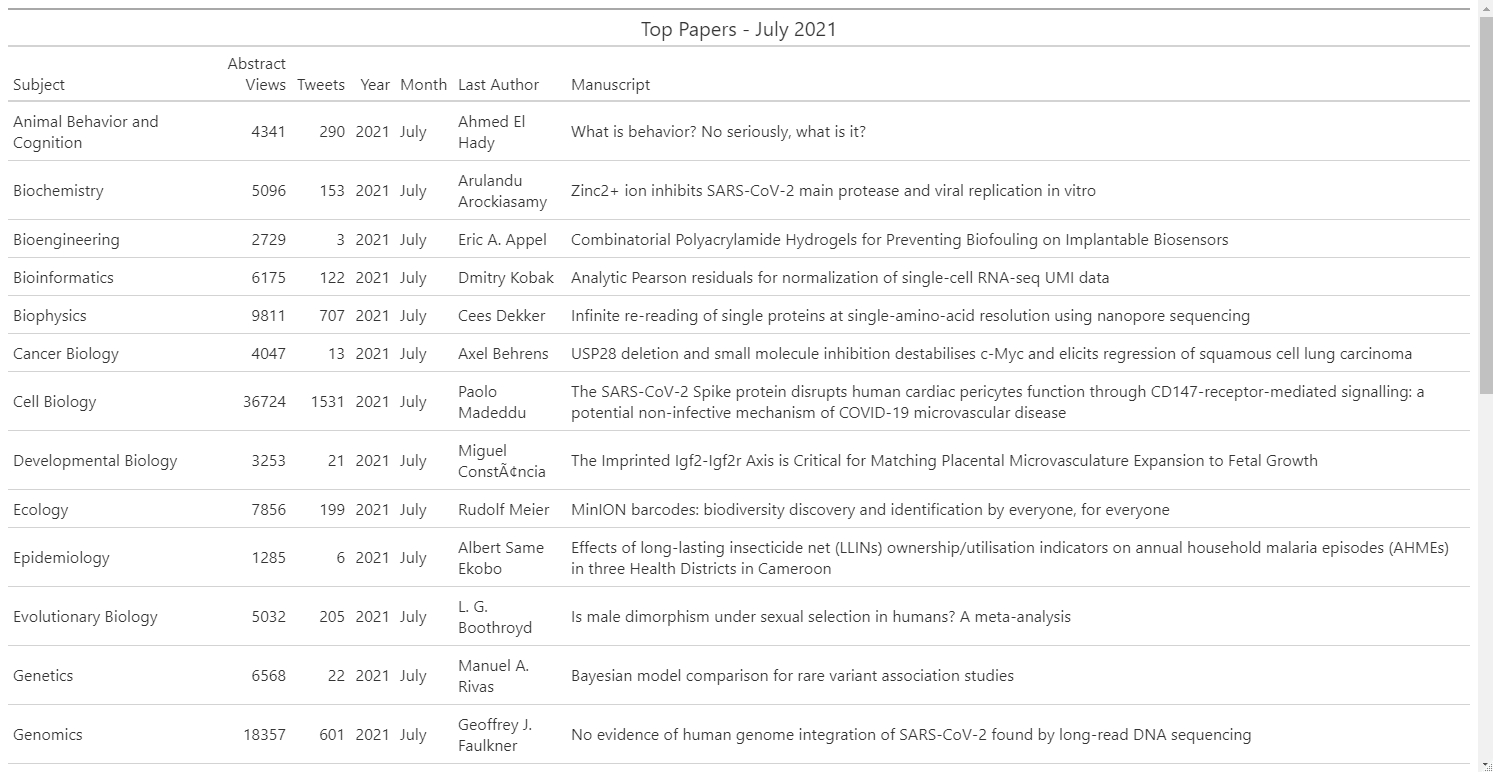 Top Papers - July 2021
Subject Abstract Views Tweets Year Month Last Author Manuscript
Animal Behavior and Cognition 4341 290 2021 July Ahmed El Hady What is behavior? No seriously, what is it?
Biochemistry 5096 153 2021 July Arulandu Arockiasamy Zinc2+ ion inhibits SARS-CoV-2 main protease and viral replication in vitro
Bioengineering 2729 3 2021 July Eric A. Appel Combinatorial Polyacrylamide Hydrogels for Preventing Biofouling on Implantable Biosensors
Bioinformatics 6175 122 2021 July Dmitry Kobak Analytic Pearson residuals for normalization of single-cell RNA-seq UMI data
Biophysics 9811 707 2021 July Cees Dekker Infinite re-reading of single proteins at single-amino-acid resolution using nanopore sequencing
Cancer Biology 4047 13 2021 July Axel Behrens USP28 deletion and small molecule inhibition destabilises c-Myc and elicits regression of squamous cell lung carcinoma
Cell Biology 36724 1531 2021 July Paolo Madeddu The SARS-CoV-2 Spike protein disrupts human cardiac pericytes function through CD147-receptor-mediated signalling: a potential non-infective mechanism of COVID-19 microvascular disease
Developmental Biology 3253 21 2021 July Miguel ConstÃ¢ncia The Imprinted Igf2-Igf2r Axis is Critical for Matching Placental Microvasculature Expansion to Fetal Growth
Ecology 7856 199 2021 July Rudolf Meier MinION barcodes: biodiversity discovery and identification by everyone, for everyone
Epidemiology 1285 6 2021 July Albert Same Ekobo Effects of long-lasting insecticide net (LLINs) ownership/utilisation indicators on annual household malaria episodes (AHMEs) in three Health Districts in Cameroon
Evolutionary Biology 5032 205 2021 July L. G. Boothroyd Is male dimorphism under sexual selection in humans? A meta-analysis
Genetics 6568 22 2021 July Manuel A. Rivas Bayesian model comparison for rare variant association studies
Genomics 18357 601 2021 July Geoffrey J. Faulkner No evidence of human genome integration of SARS-CoV-2 found by long-read DNA sequencing